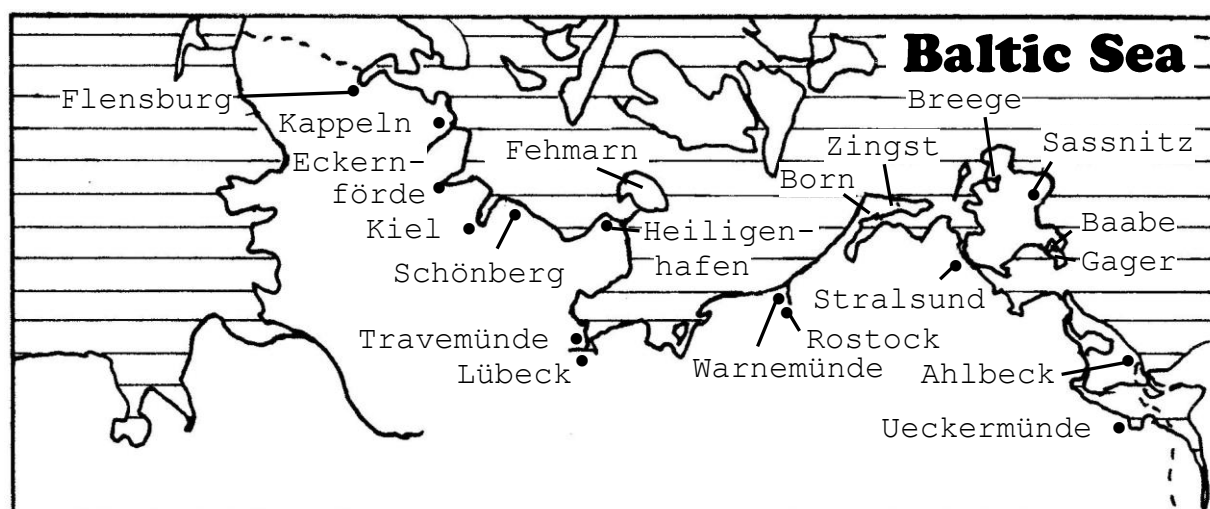 Baltic Sea
Flensburg
Breege
Kappeln
Fehmarn
Zingst
Sassnitz
Eckern-
förde
Born
Kiel
Heiligen-
hafen
Baabe
Schönberg
Gager
Stralsund
Travemünde
Rostock
Lübeck
Warnemünde
Ahlbeck
Ueckermünde